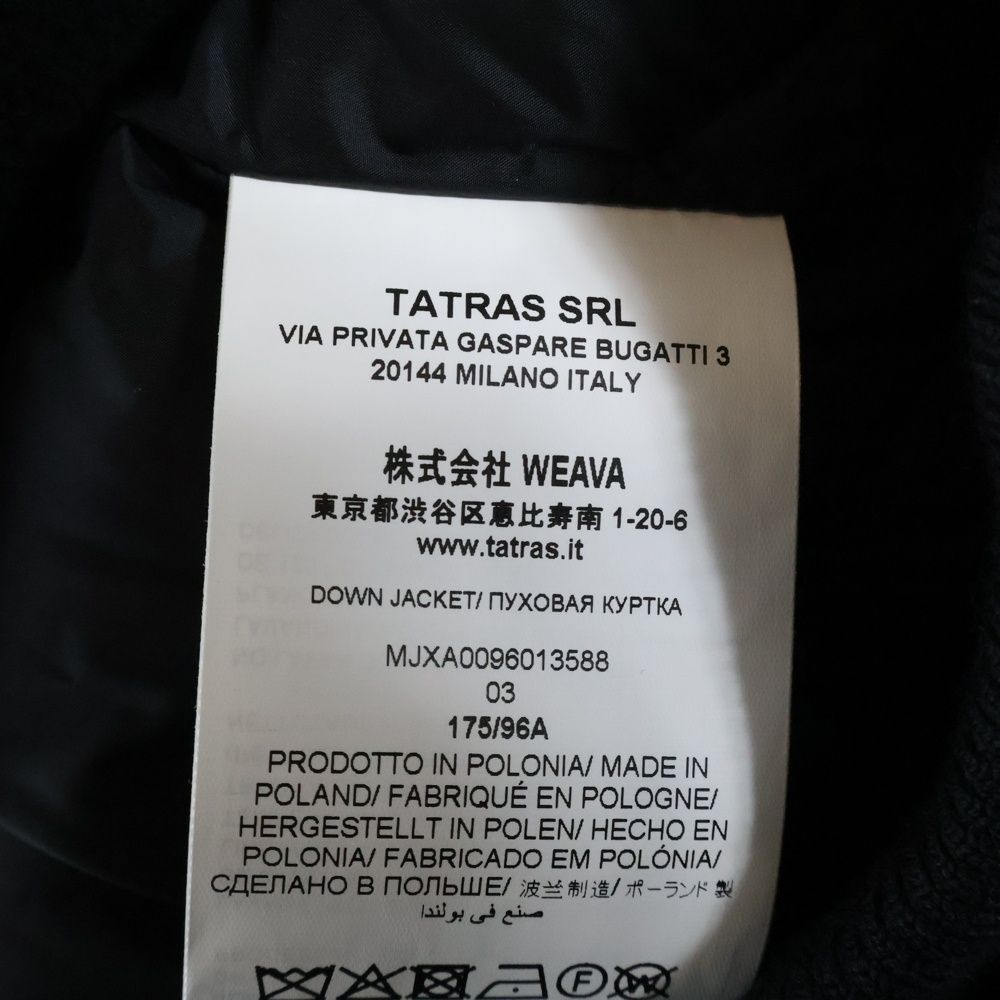 TATRAS SRL
VIA PRIVATA GASPARE BUGATTI 3
20144 MILANO ITALY
株式会社 WEAVA
東京都渋谷区恵比寿南 1-20-6
www.tatras.it
DOWN JACKET/ ПУХОВАЯ КУРТКА
MJXA0096013588
03
175/96A
PRODOTTO IN POLONIA/ MADE IN
POLAND/ FABRIQUÉ EN POLOGNE/
HERGESTELLT IN POLEN/ HECHO EN
POLONIA/ FABRICADO EM POLÓNIA/
СДЕЛАНО В ПОЛЬШЕ/ 波兰制造/ ポーランド 製
صنع في بولندا
F
W